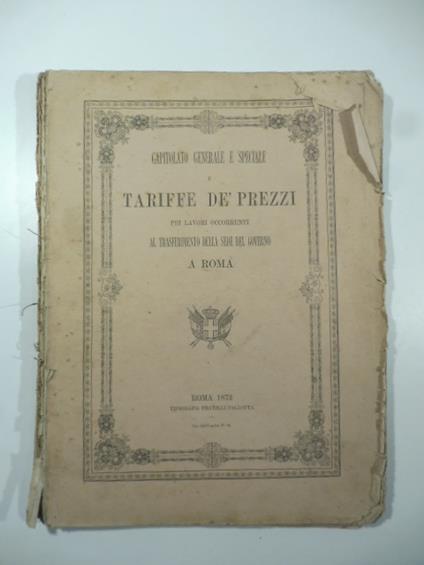 CAPITOLATO GENERALE E SPECIALE
E
TARIFFE DE' PREZZI
PEI LAVORI OCCORRENTI
AL TRASFERIMENTO DELLA SEDE DEL GOVERNO
A ROMA
ROMA 1872
TIPOGRAFIA FRATELLI PALLOTTA